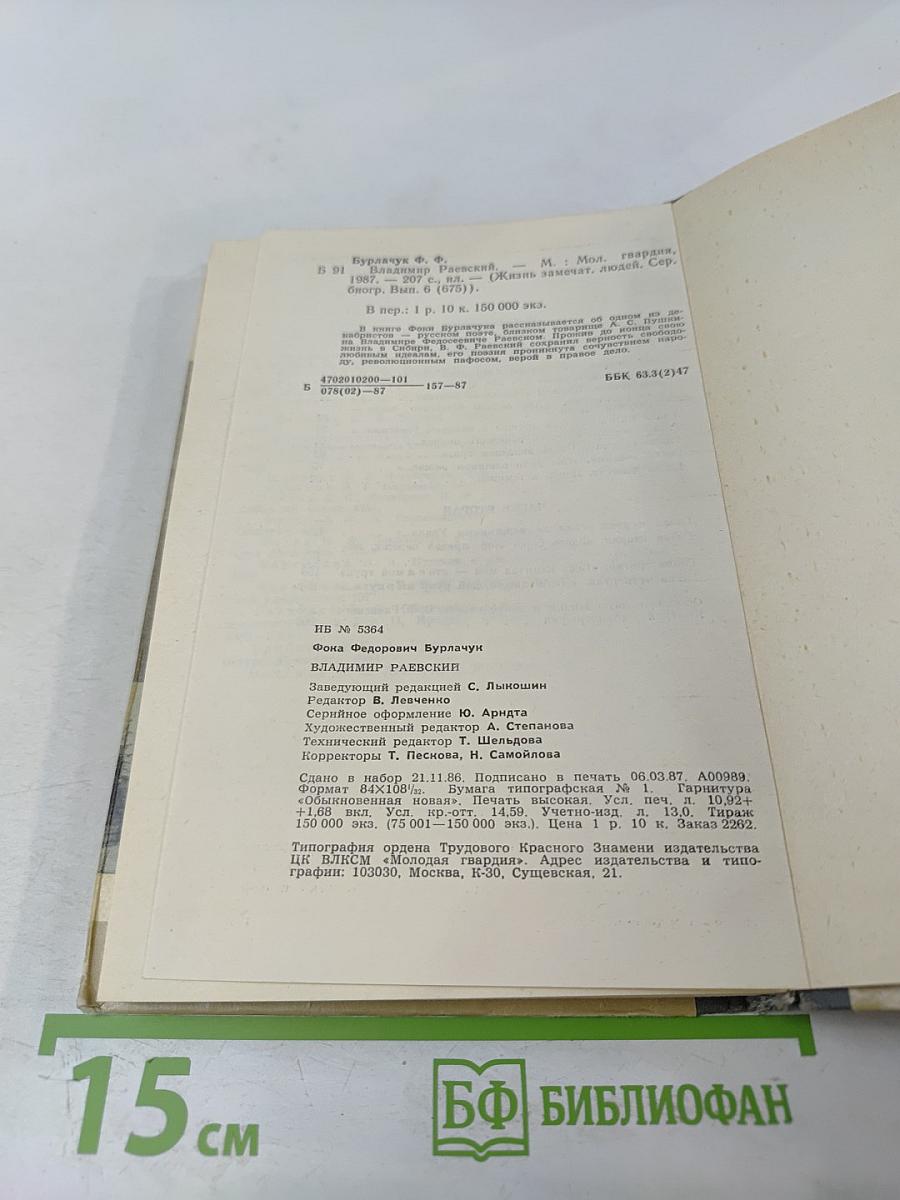 Бурлачук Ф. Ф.
Б 91 Владимир Раевский. — М. : Мол. гвардия,
1987. — 207 с., ил. — (Жизнь замечат. людей. Сер.
биогр. Вып. 6 (675)).
В пер.: 1 р. 10 к. 150 000 экз.
В книге Фоки Бурлачука рассказывается об одном из де-
кабристов — русском поэте, близком товарище А. С. Пушки-
на Владимире Федосеевиче Раевском. Прожив до конца свою
жизнь в Сибири, В. Ф. Раевский сохранил верность свободо-
любивым идеалам, его поэзия проникнута сочувствием наро-
ду, революционным пафосом, верой в правое дело.
Б 4702010200—101
078(02)—87 157—87 ББК 63.3(2)47
ИБ № 5364
Фока Федорович Бурлачук
ВЛАДИМИР РАЕВСКИЙ
Заведующий редакцией С. Лыкошин
Редактор В. Левченко
Серийное оформление Ю. Арндта
Художественный редактор А. Степанова
Технический редактор Т. Шельдова
Корректоры Т. Пескова, Н. Самойлова
Сдано в набор 21.11.86. Подписано в печать 06.03.87. А00989.
Формат 84Х108¹/₃₂. Бумага типографская № 1. Гарнитура
«Обыкновенная новая». Печать высокая. Усл. печ. л. 10,92+
+1,68 вкл. Усл. кр.-отт. 14,59. Учетно-изд. л. 13,0. Тираж
150 000 экз. (75 001—150 000 экз.). Цена 1 р. 10 к. Заказ 2262.
Типография ордена Трудового Красного Знамени издательства
ЦК ВЛКСМ «Молодая гвардия». Адрес издательства и типо-
графии: 103030, Москва, К-30, Сущевская, 21.
15 см
БФ БИБЛИОФАН